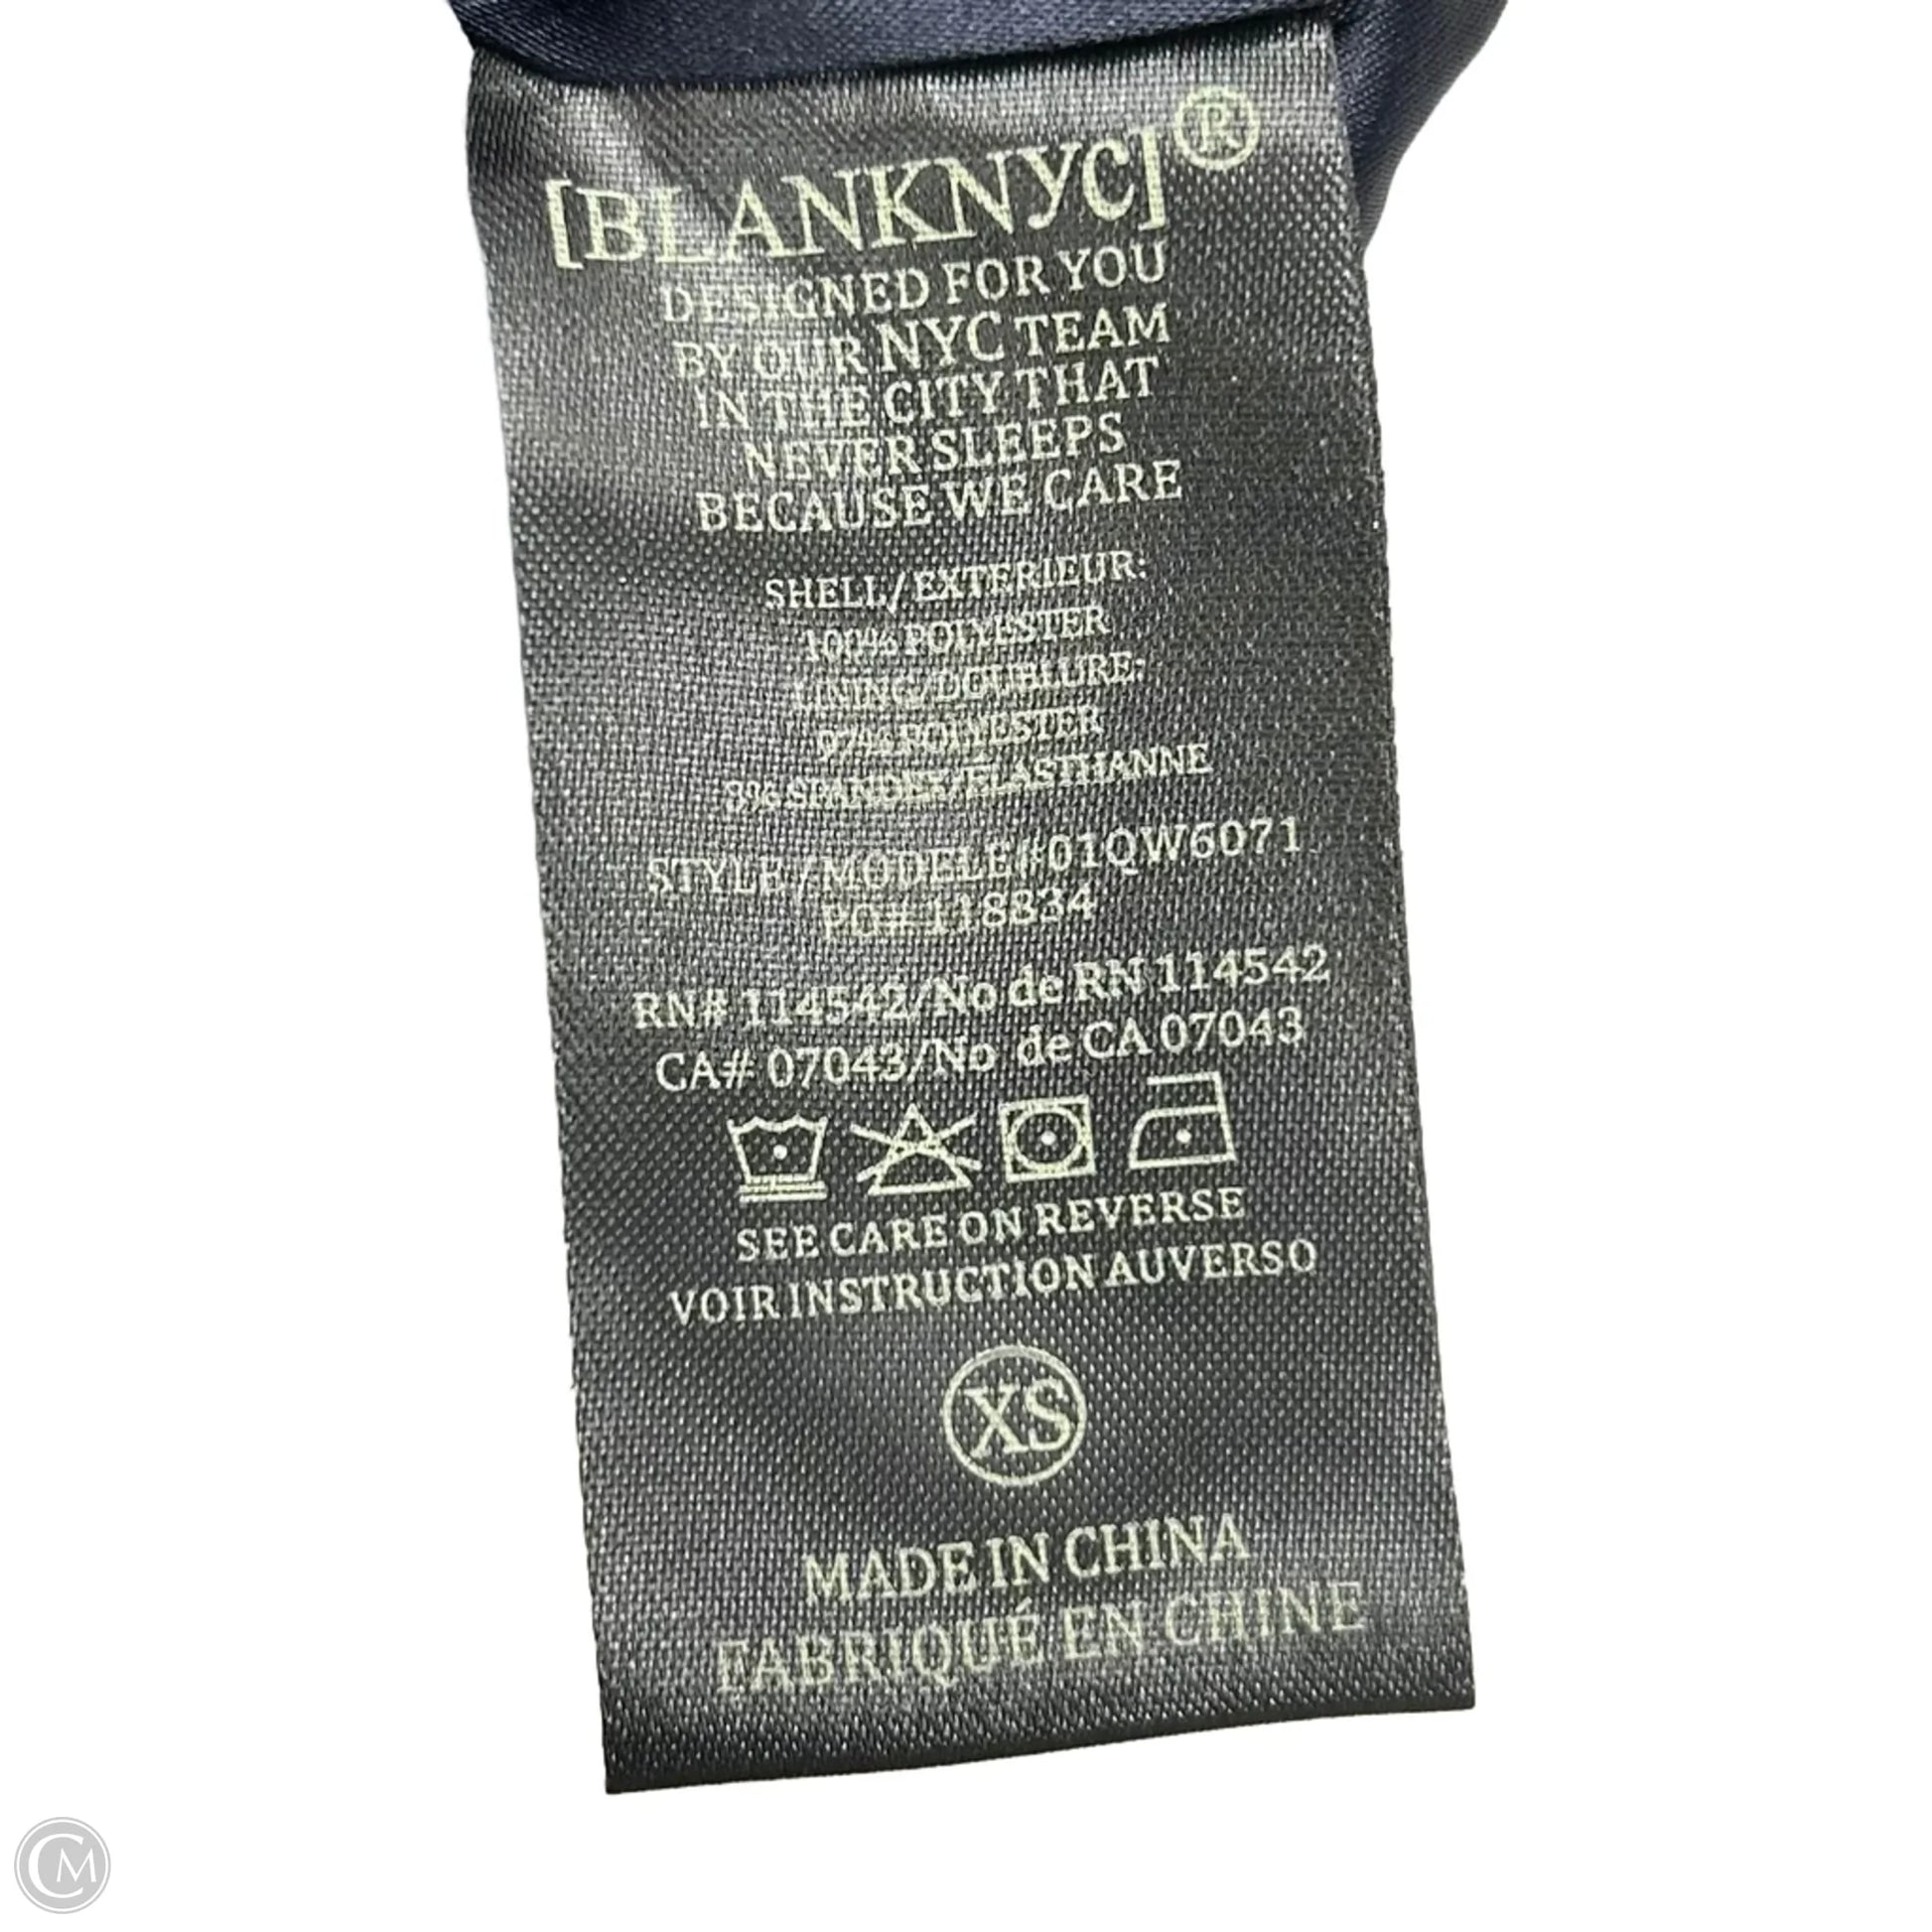 [BLANKNYC]®
DESIGNED FOR YOU
BY OUR NYC TEAM
IN THE CITY THAT
NEVER SLEEPS
BECAUSE WE CARE
SHELL/EXTERIEUR:
100% POLYESTER
LINING/DOUBLURE:
97% POLYESTER
3% SPANDEX/ÉLASTHANNE
STYLE/MODELE#01QW6071
PO# 118834
RN# 114542/No de RN 114542
CA# 07043/No de CA 07043
SEE CARE ON REVERSE
VOIR INSTRUCTION AUVERSO
XS
MADE IN CHINA
FABRIQUÉ EN CHINE
CM